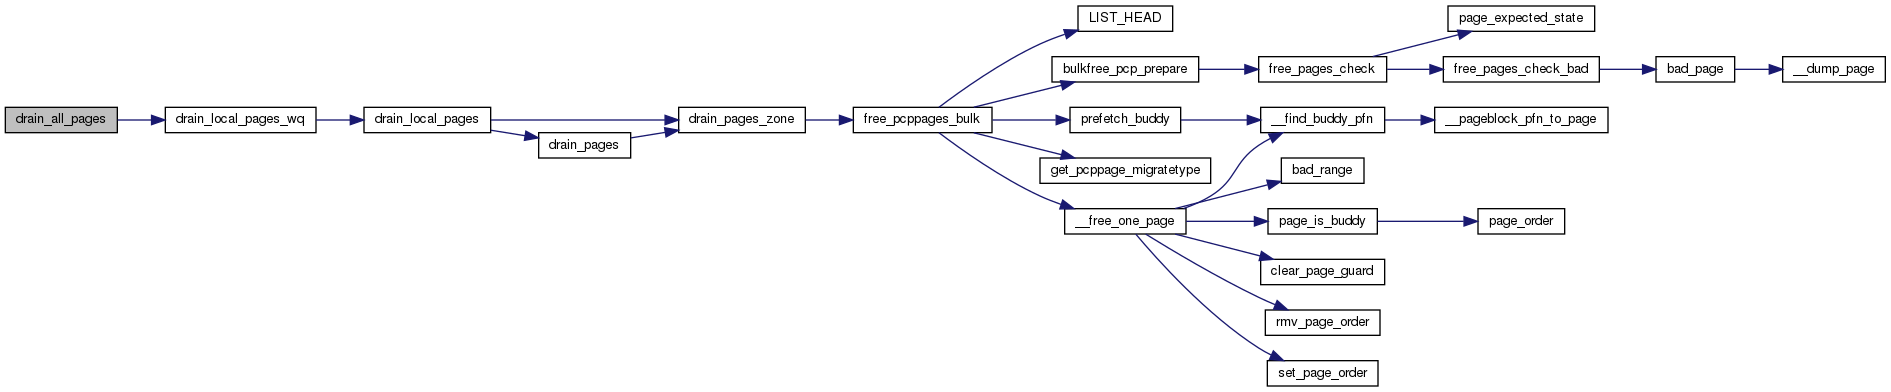 drain_all_pages
drain_local_pages_wq
drain_local_pages
drain_pages
drain_pages_zone
free_pcppages_bulk
LIST_HEAD
bulkfree_pcp_prepare
free_pages_check
page_expected_state
free_pages_check_bad
bad_page
__dump_page
prefetch_buddy
__find_buddy_pfn
__pageblock_pfn_to_page
get_pcppage_migratetype
__free_one_page
bad_range
page_is_buddy
page_order
clear_page_guard
rmv_page_order
set_page_order